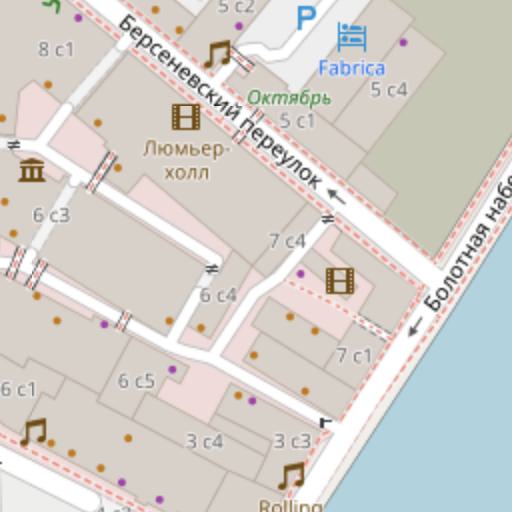 5 с2
P
8 с1
Берсеневский переулок
Fabrica
5 с4
Октябрь
5 с1
Люмьер-
холл
6 с3
7 с4
Болотная набе
6 с4
7 с1
6 с1
6 с5
3 с4
3 с3
Rolling